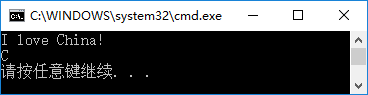 C:\WINDOWS\system32\cmd.exe
I love China!
C
请按任意键继续. . .